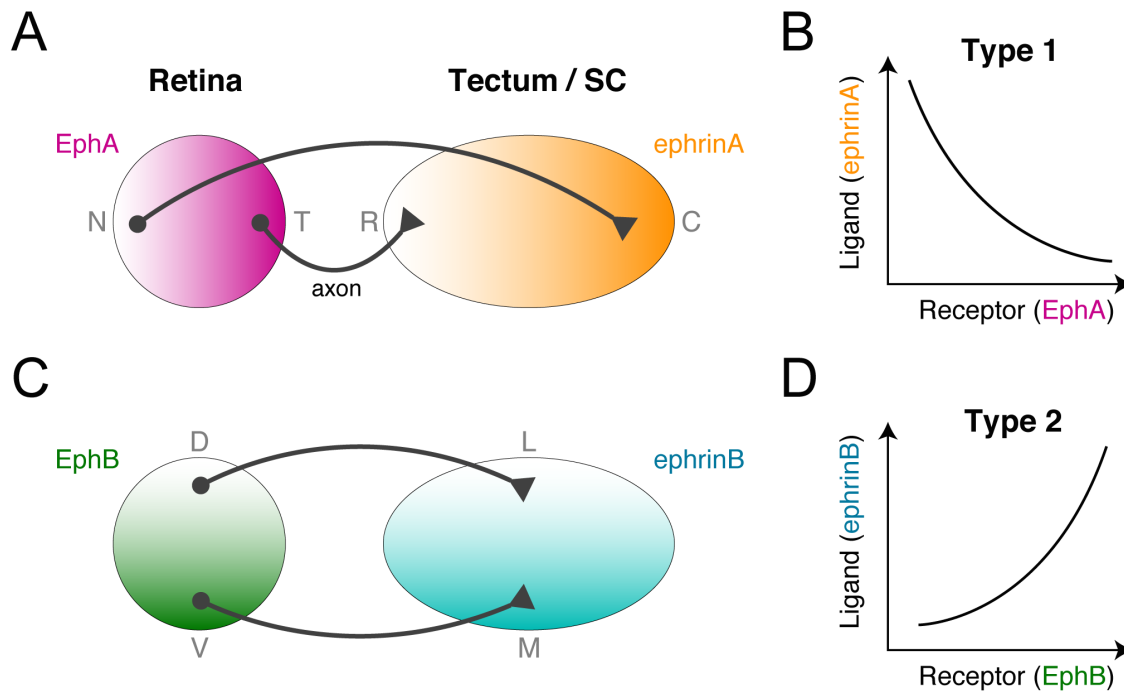 A
Retina
Tectum / SC
EphA
ephrinA
N
T
R
C
axon
B
Type 1
Ligand (ephrinA)
Receptor (EphA)
C
D
L
EphB
ephrinB
V
M
D
Type 2
Ligand (ephrinB)
Receptor (EphB)